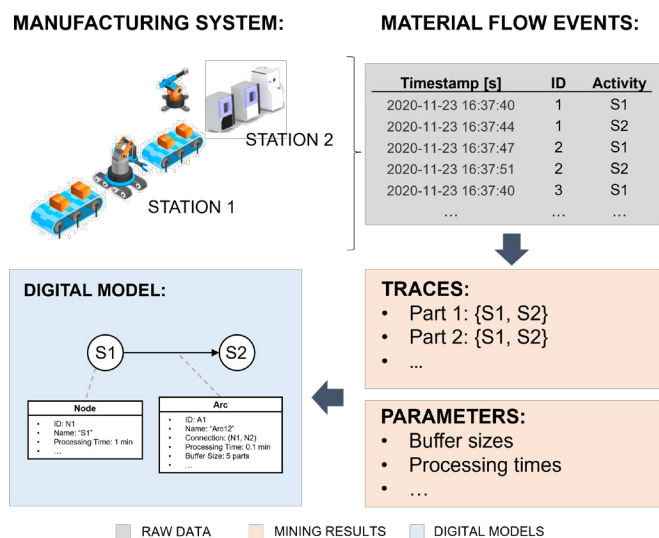 MANUFACTURING SYSTEM:
STATION 2
STATION 1
MATERIAL FLOW EVENTS:
Timestamp [s] ID Activity
2020-11-23 16:37:40 1 S1
2020-11-23 16:37:44 1 S2
2020-11-23 16:37:47 2 S1
2020-11-23 16:37:51 2 S2
2020-11-23 16:37:40 3 S1
... ... ...
DIGITAL MODEL:
S1 S2
Node
• ID: N1
• Name: "S1"
• Processing Time: 1 min
• ...
Arc
• ID: A1
• Name: "Arc12"
• Connection: (N1, N2)
• Processing Time: 0.1 min
• Buffer Size: 5 parts
• ...
TRACES:
• Part 1: {S1, S2}
• Part 2: {S1, S2}
• ...
PARAMETERS:
• Buffer sizes
• Processing times
• ...
RAW DATA MINING RESULTS DIGITAL MODELS